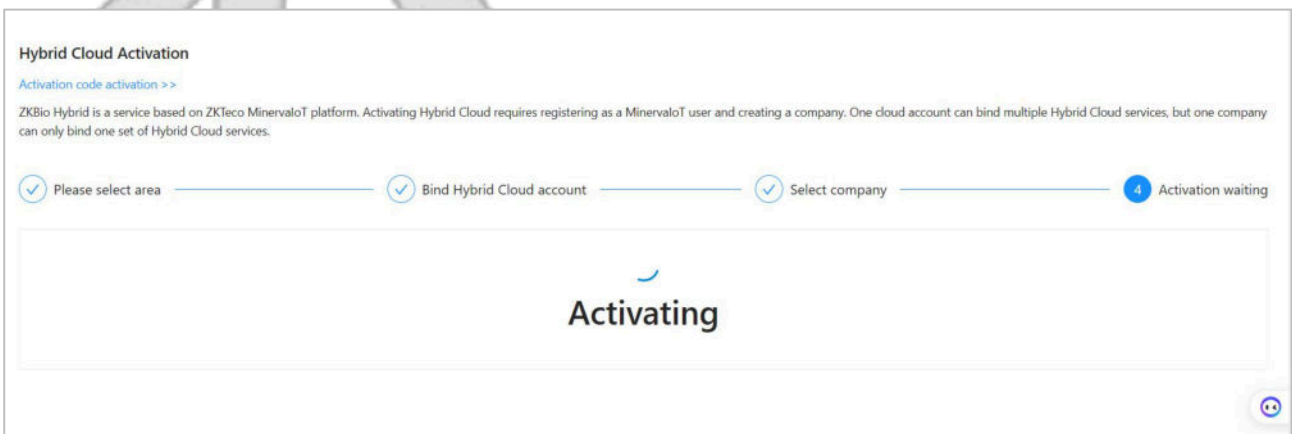 Hybrid Cloud Activation
Activation code activation >>
ZKBio Hybrid is a service based on ZKTeco MinervaIoT platform. Activating Hybrid Cloud requires registering as a MinervaIoT user and creating a company. One cloud account can bind multiple Hybrid Cloud services, but one company
can only bind one set of Hybrid Cloud services.
Please select area Bind Hybrid Cloud account Select company 4 Activation waiting
Activating